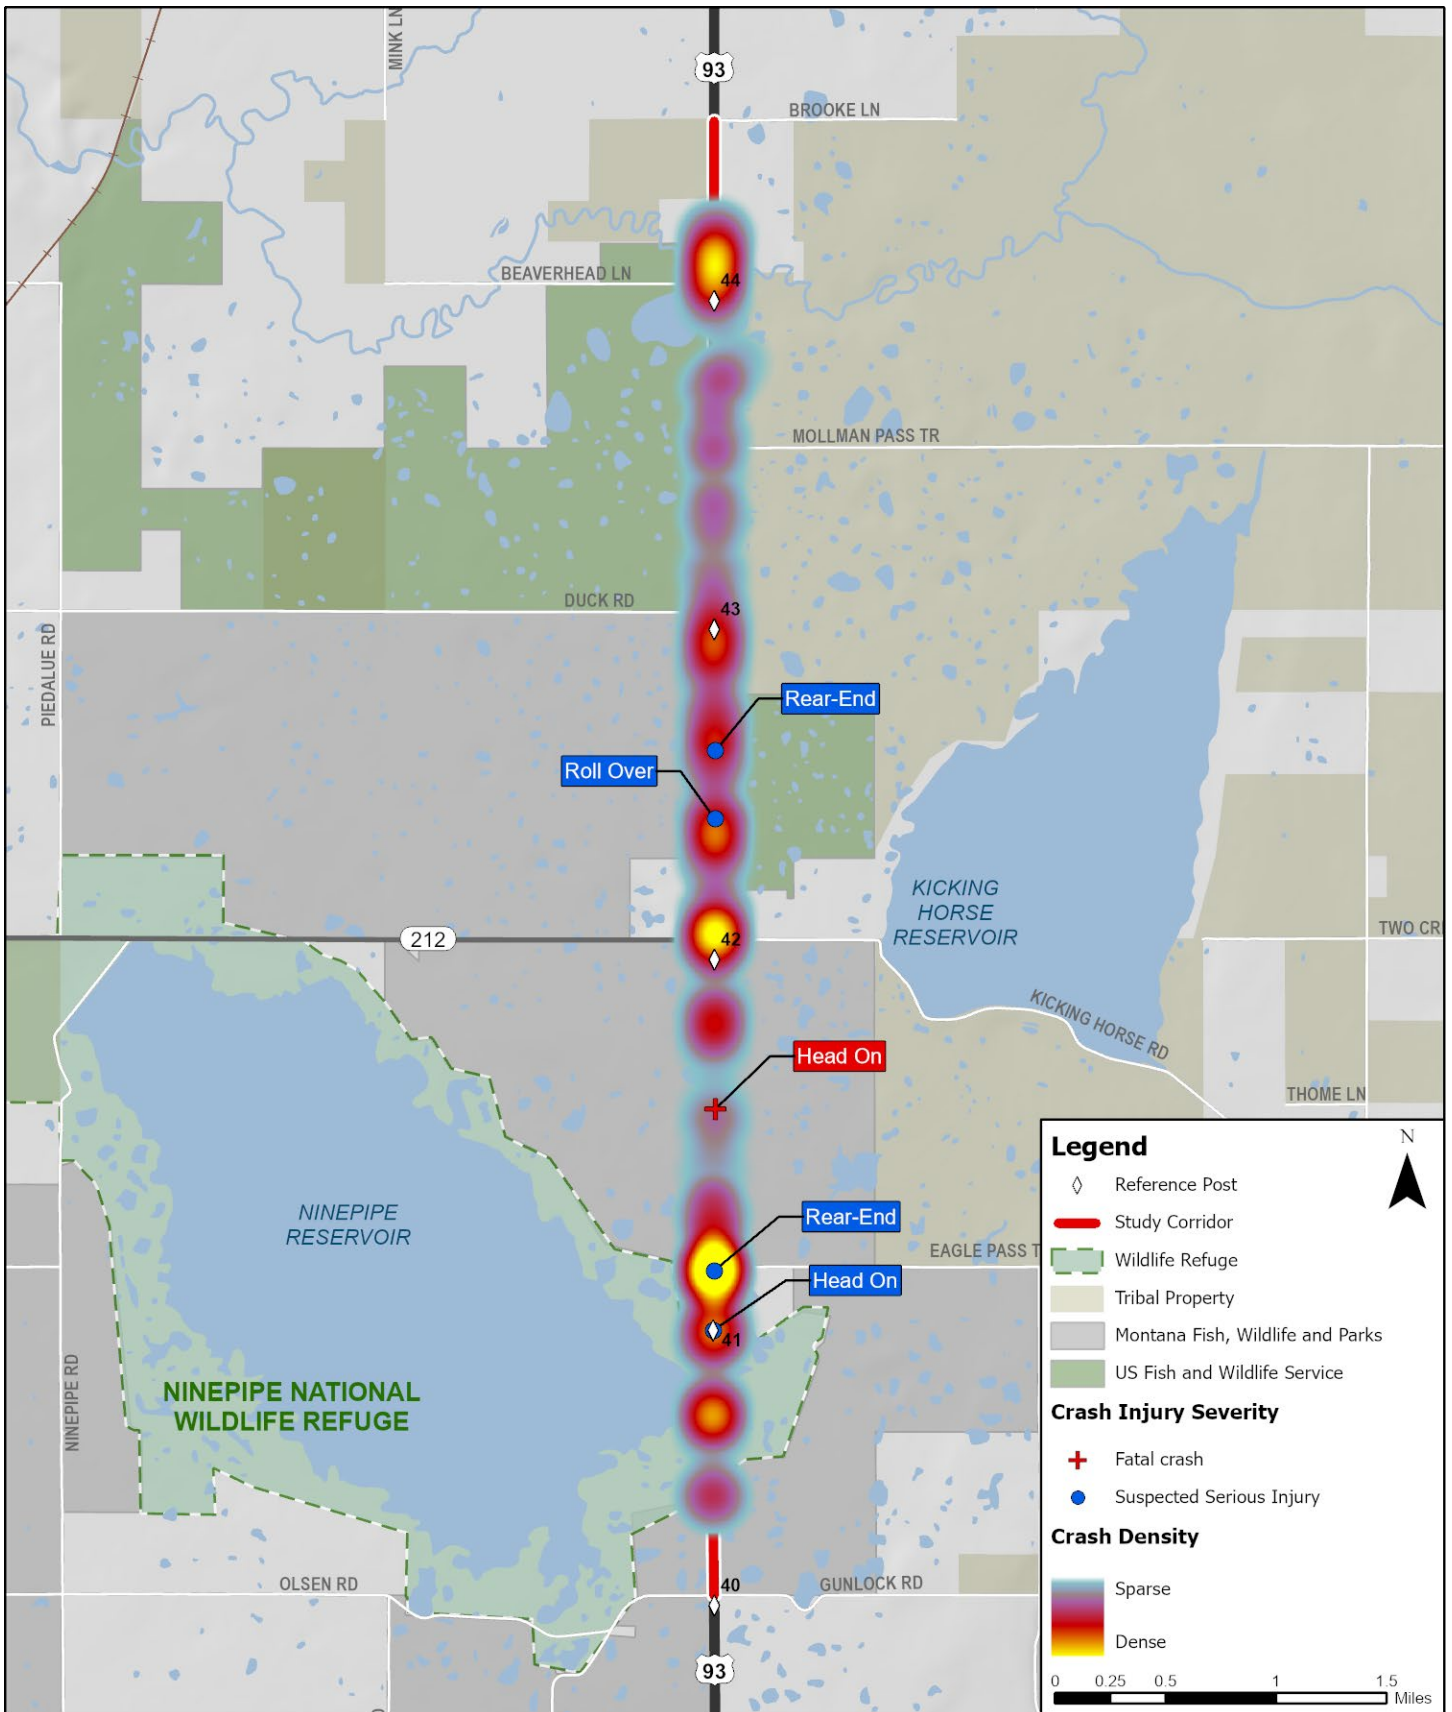 MINK LN
93
BROOKE LN
BEAVERHEAD LN
44
MOLLMAN PASS TR
DUCK RD
43
PIEDALUE RD
Rear-End
Roll Over
KICKING
HORSE
RESERVOIR
212
42
TWO CR
KICKING HORSE RD
Head On
THOME LN
NINEPIPE
RESERVOIR
Rear-End
EAGLE PASS T
Head On
41
NINEPIPE RD
NINEPIPE NATIONAL
WILDLIFE REFUGE
OLSEN RD
40
GUNLOCK RD
93
Legend
N
Reference Post
Study Corridor
Wildlife Refuge
Tribal Property
Montana Fish, Wildlife and Parks
US Fish and Wildlife Service
Crash Injury Severity
Fatal crash
Suspected Serious Injury
Crash Density
Sparse
Dense
0 0.25 0.5 1 1.5
Miles